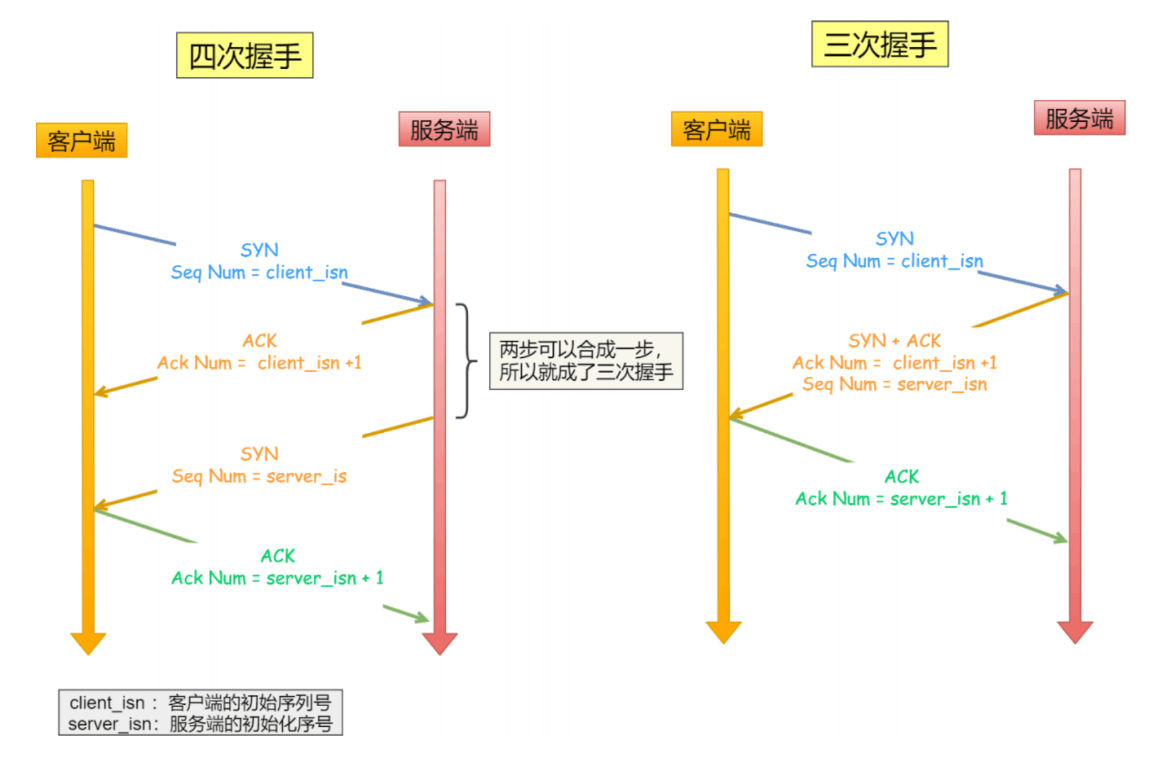 四次握手
客户端
服务端
SYN
Seq Num = client_isn
ACK
Ack Num =  client_isn +1
两步可以合成一步，
所以就成了三次握手
SYN
Seq Num = server_is
ACK
Ack Num = server_isn + 1
client_isn ：客户端的初始序列号
server_isn：服务端的初始化序号
三次握手
客户端
服务端
SYN
Seq Num = client_isn
SYN + ACK
Ack Num =  client_isn +1
Seq Num = server_isn
ACK
Ack Num = server_isn + 1